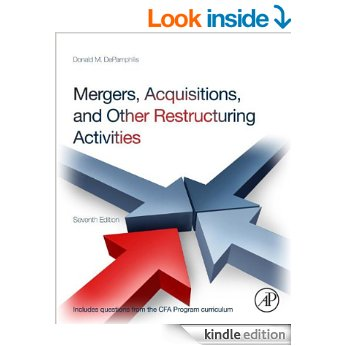 Look inside
Donald M. DePamphilis
Mergers, Acquisitions,
and Other Restructuring
Activities
Seventh Edition
Includes questions from the CFA Program curriculum
AP
kindle edition